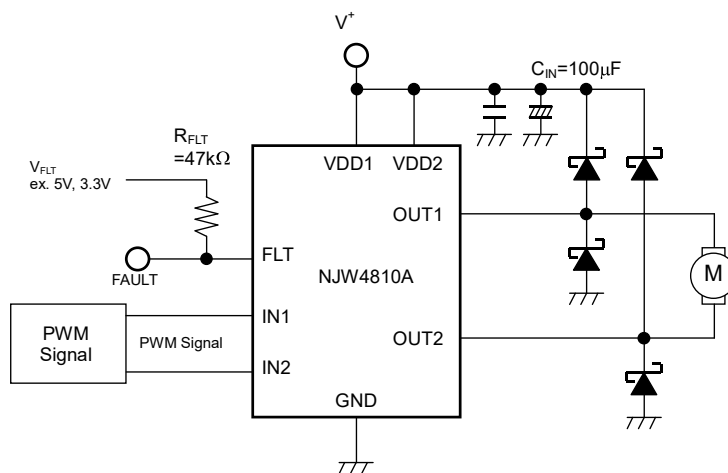 V+
CIN=100μF
RFLT
=47kΩ
VFLT
ex. 5V, 3.3V
VDD1
VDD2
OUT1
FLT
FAULT
NJW4810A
M
PWM
Signal
IN1
PWM Signal
OUT2
IN2
GND